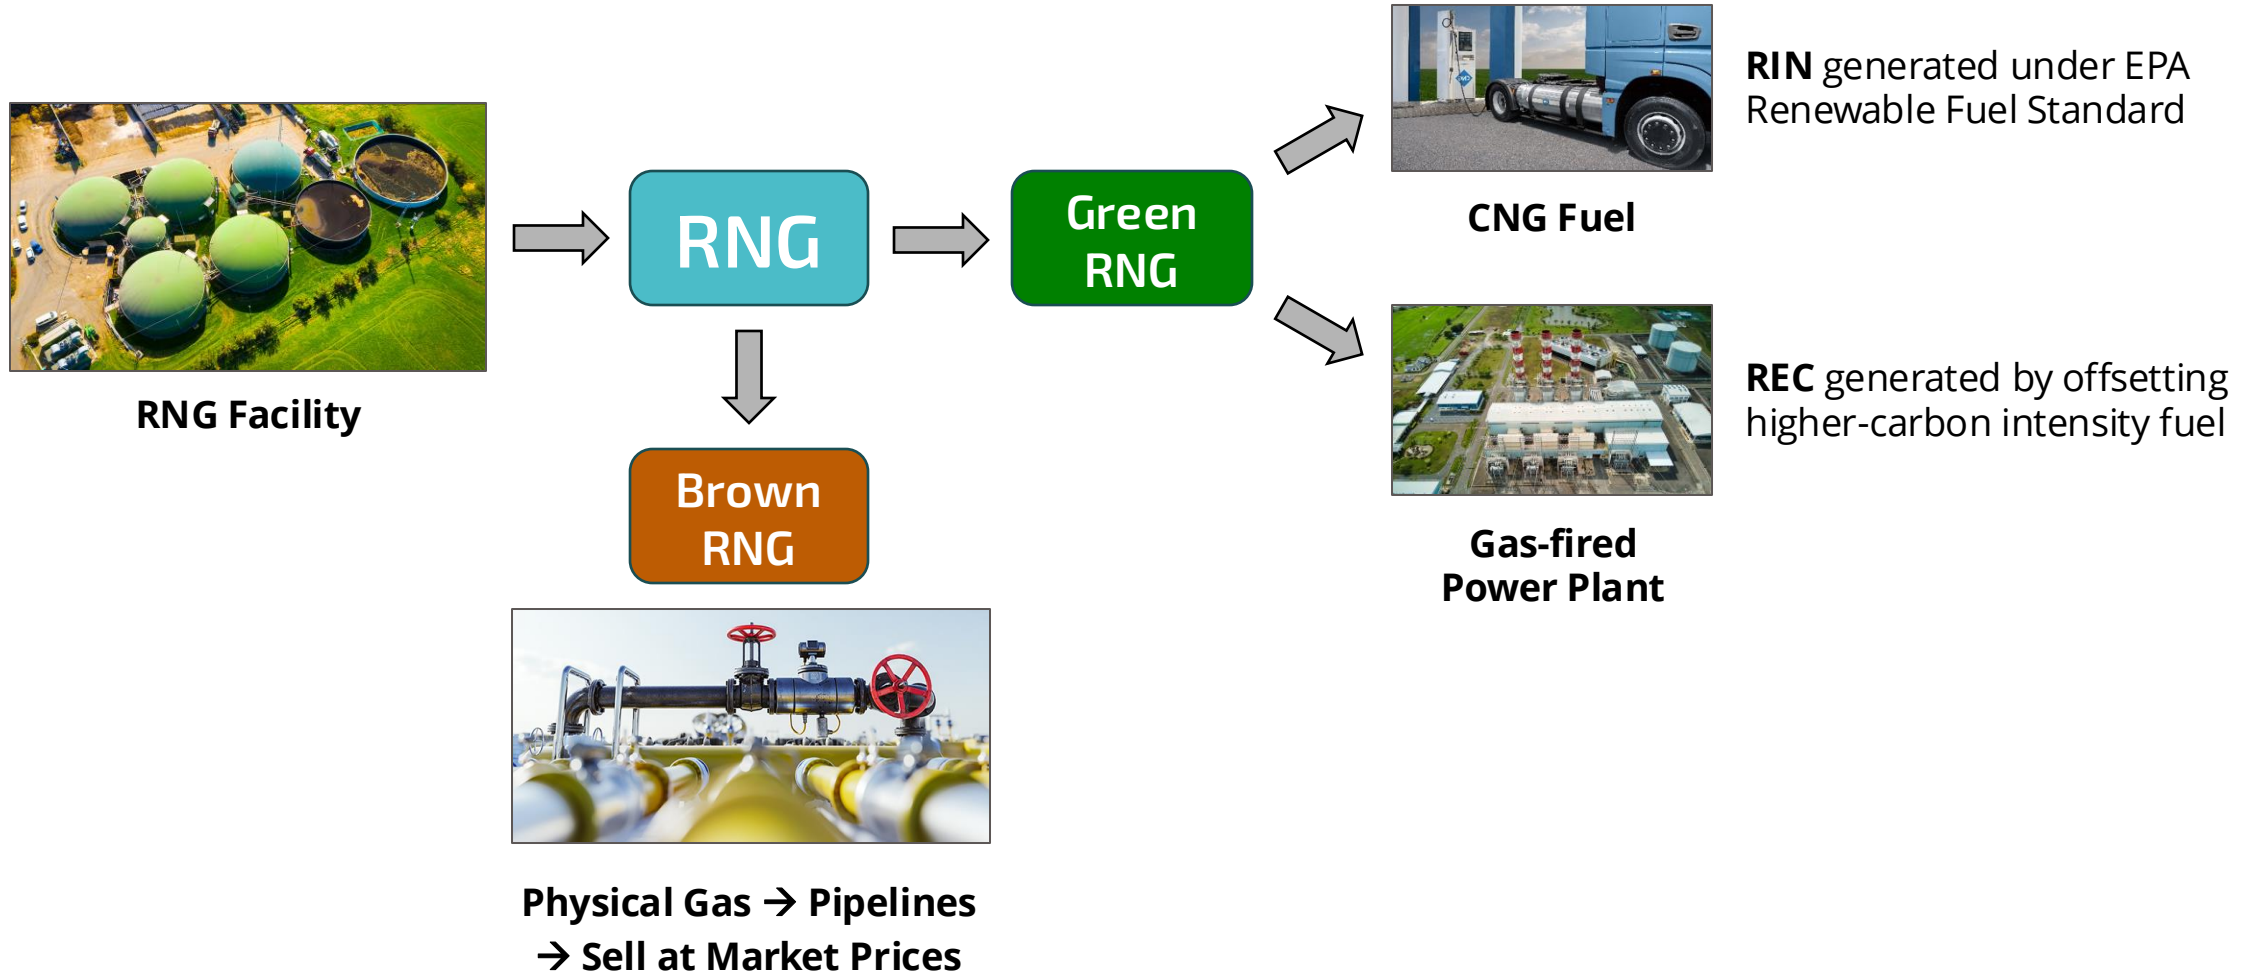 RIN generated under EPA
Renewable Fuel Standard
CNG Fuel
RNG
Green
RNG
RNG Facility
REC generated by offsetting
higher-carbon intensity fuel
Brown
RNG
Gas-fired
Power Plant
Physical Gas → Pipelines
→ Sell at Market Prices